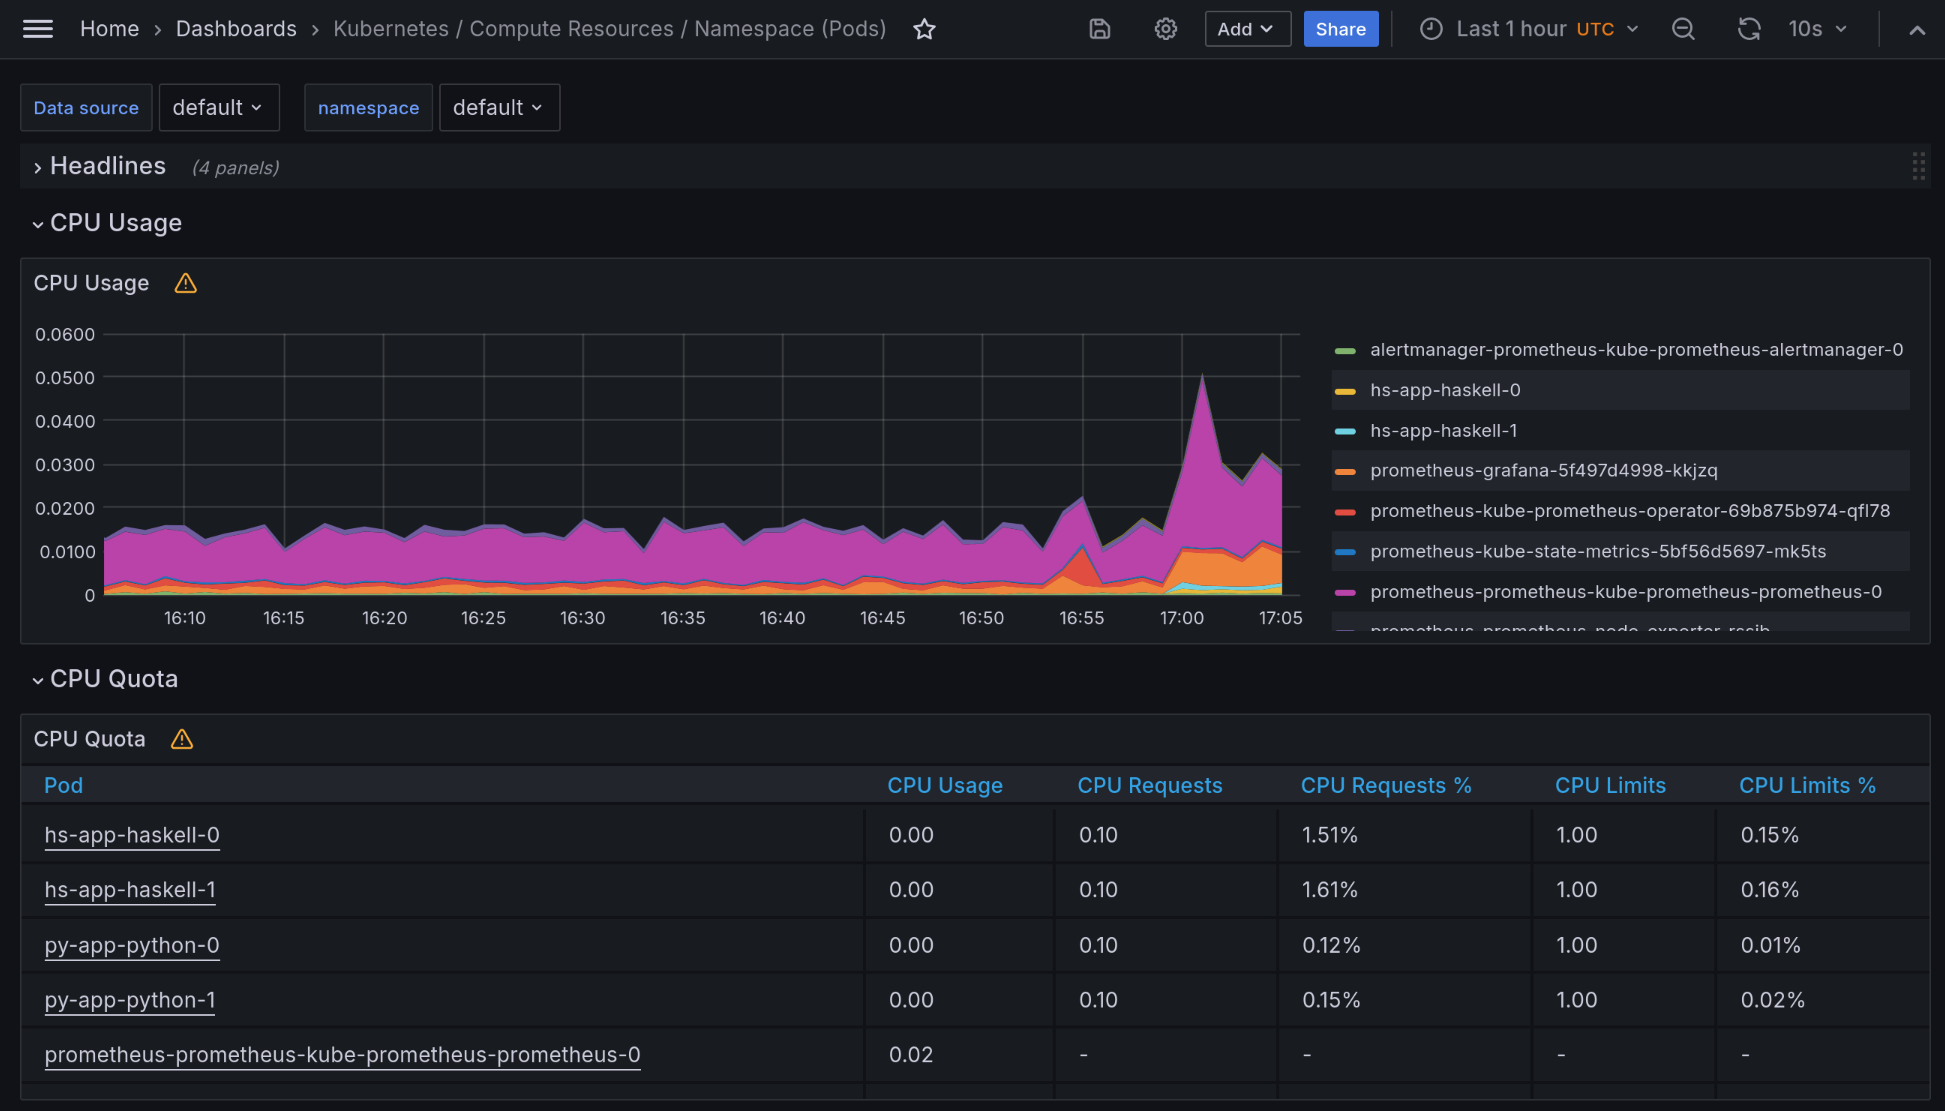 Home › Dashboards › Kubernetes / Compute Resources / Namespace (Pods) Add Share Last 1 hour UTC 10s
Data source default namespace default
Headlines (4 panels)
CPU Usage
CPU Usage
0.0600
0.0500
0.0400
0.0300
0.0200
0.0100
0
16:10 16:15 16:20 16:25 16:30 16:35 16:40 16:45 16:50 16:55 17:00 17:05
alertmanager-prometheus-kube-prometheus-alertmanager-0
hs-app-haskell-0
hs-app-haskell-1
prometheus-grafana-5f497d4998-kkjzq
prometheus-kube-prometheus-operator-69b875b974-qfl78
prometheus-kube-state-metrics-5bf56d5697-mk5ts
prometheus-prometheus-kube-prometheus-prometheus-0
CPU Quota
CPU Quota
Pod CPU Usage CPU Requests CPU Requests % CPU Limits CPU Limits %
hs-app-haskell-0 0.00 0.10 1.51% 1.00 0.15%
hs-app-haskell-1 0.00 0.10 1.61% 1.00 0.16%
py-app-python-0 0.00 0.10 0.12% 1.00 0.01%
py-app-python-1 0.00 0.10 0.15% 1.00 0.02%
prometheus-prometheus-kube-prometheus-prometheus-0 0.02 - - - -